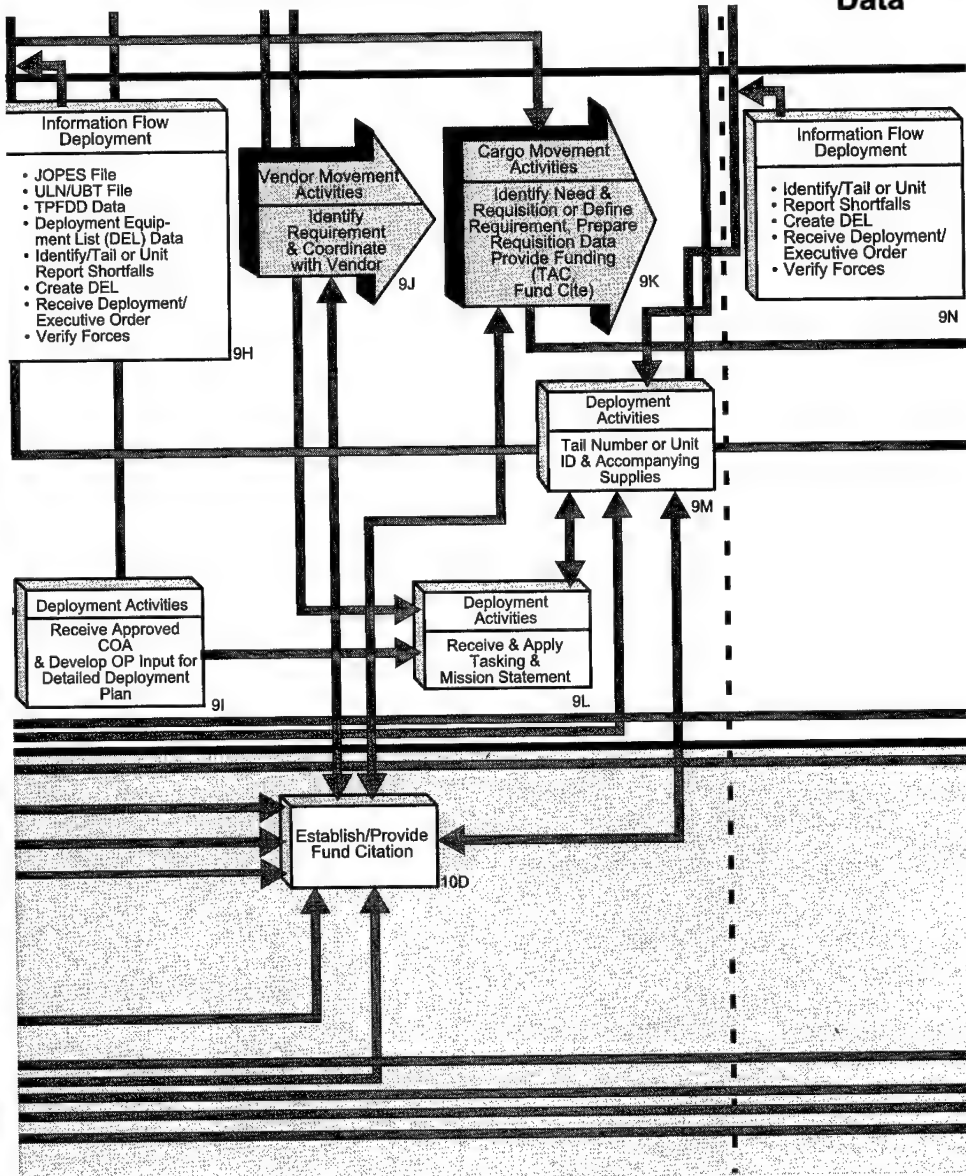 Data
Information Flow
Deployment
• JOPES File
• ULN/UBT File
• TPFDD Data
• Deployment Equip-
ment List (DEL) Data
• Identify/Tail or Unit
Report Shortfalls
• Create DEL
• Receive Deployment/
Executive Order
• Verify Forces
9H
Vendor Movement
Activities
Identify
Requirement
& Coordinate
with Vendor
9J
Cargo Movement
Activities
Identify Need &
Requisition or Define
Requirement, Prepare
Requisition Data
Provide Funding
(TAC,
Fund Cite)
9K
Information Flow
Deployment
• Identify/Tail or Unit
• Report Shortfalls
• Create DEL
• Receive Deployment/
Executive Order
• Verify Forces
9N
Deployment
Activities
Tail Number or Unit
ID & Accompanying
Supplies
9M
Deployment Activities
Receive Approved
COA
& Develop OP Input for
Detailed Deployment
Plan
9I
Deployment
Activities
Receive & Apply
Tasking &
Mission Statement
9L
Establish/Provide
Fund Citation
10D